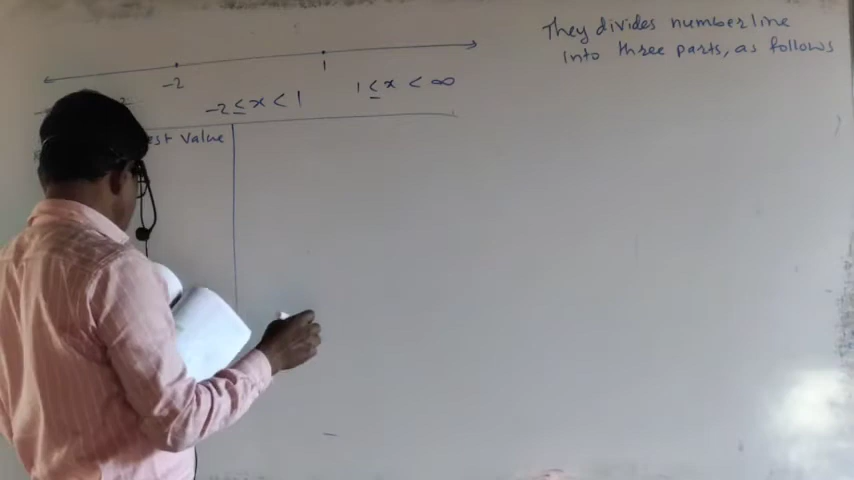 They divides numberline
into three parts, as follows
-2 1
-2 ≤ x < 1 1 ≤ x < ∞
Value